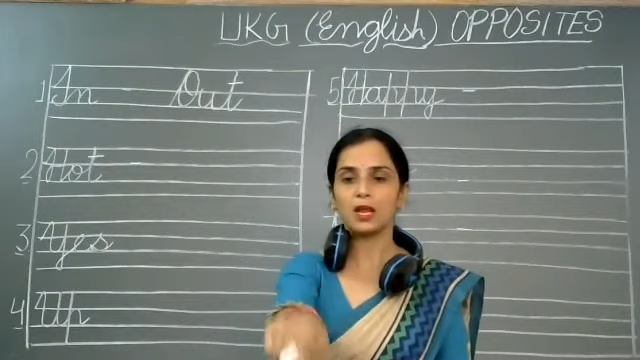 UKG (English) OPPOSITES
1 In - Out
2 Hot
3 Yes
4 Up
5 Happy -